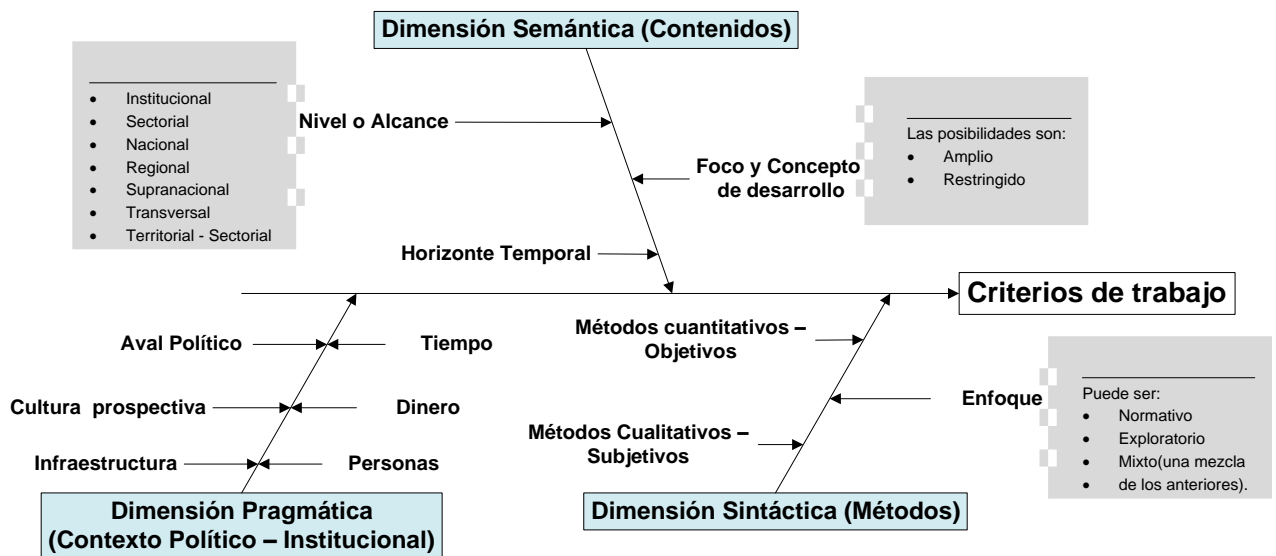 Dimensión Semántica (Contenidos)
• Institucional
• Sectorial
• Nacional
• Regional
• Supranacional
• Transversal
• Territorial - Sectorial
Nivel o Alcance
Foco y Concepto
de desarrollo
Las posibilidades son:
• Amplio
• Restringido
Horizonte Temporal
Criterios de trabajo
Aval Político
Tiempo
Cultura prospectiva
Dinero
Infraestructura
Personas
Dimensión Pragmática
(Contexto Político – Institucional)
Métodos cuantitativos –
Objetivos
Enfoque
Métodos Cualitativos –
Subjetivos
Dimensión Sintáctica (Métodos)
Puede ser:
• Normativo
• Exploratorio
• Mixto(una mezcla
• de los anteriores).